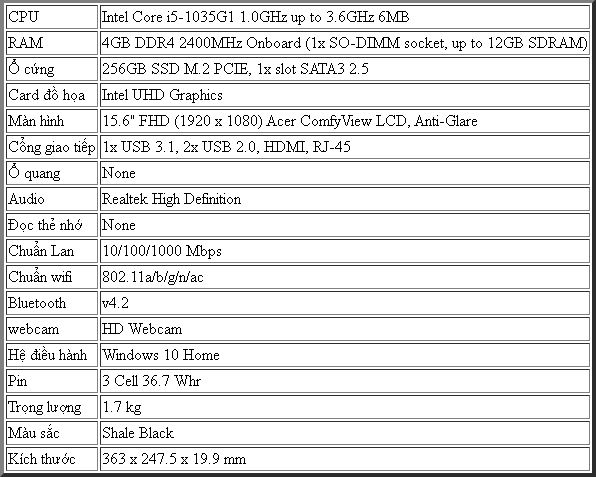 CPU Intel Core i5-1035G1 1.0GHz up to 3.6GHz 6MB
RAM 4GB DDR4 2400MHz Onboard (1x SO-DIMM socket, up to 12GB SDRAM)
Ổ cứng 256GB SSD M.2 PCIE, 1x slot SATA3 2.5
Card đồ họa Intel UHD Graphics
Màn hình 15.6" FHD (1920 x 1080) Acer ComfyView LCD, Anti-Glare
Cổng giao tiếp 1x USB 3.1, 2x USB 2.0, HDMI, RJ-45
Ổ quang None
Audio Realtek High Definition
Đọc thẻ nhớ None
Chuẩn Lan 10/100/1000 Mbps
Chuẩn wifi 802.11a/b/g/n/ac
Bluetooth v4.2
webcam HD Webcam
Hệ điều hành Windows 10 Home
Pin 3 Cell 36.7 Whr
Trọng lượng 1.7 kg
Màu sắc Shale Black
Kích thước 363 x 247.5 x 19.9 mm